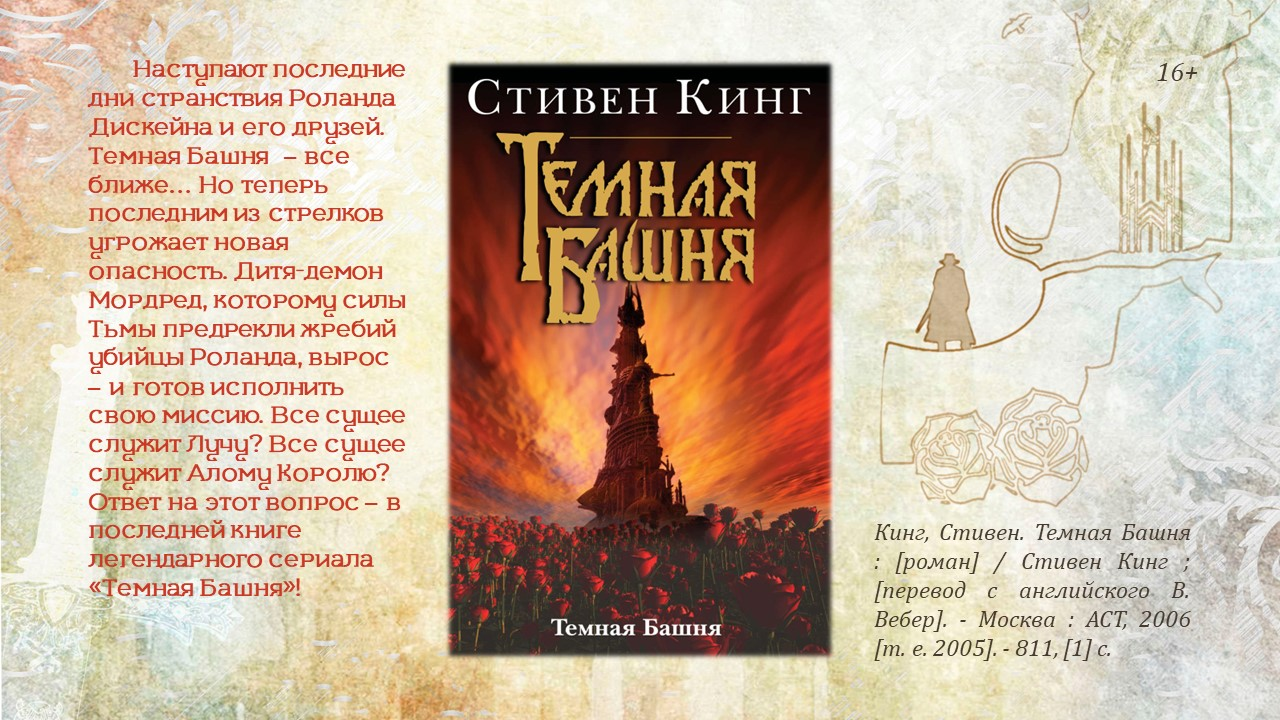 Наступают последние
дни странствия Роланда
Дискейна и его друзей.
Темная Башня – все
ближе... Но теперь
последним из стрелков
угрожает новая
опасность. Дитя-демон
Мордред, которому силы
Тьмы предрекли жребий
убийцы Роланда, вырос
– и готов исполнить
свою миссию. Все сущее
служит Лучу? Все сущее
служит Алому Королю?
Ответ на этот вопрос – в
последней книге
легендарного сериала
«Темная Башня»!
Стивен Кинг
Темная
Башня
Темная Башня
16+
Кинг, Стивен. Темная Башня
: [роман] / Стивен Кинг ;
[перевод с английского В.
Вебер]. - Москва : АСТ, 2006
[т. е. 2005]. - 811, [1] с.